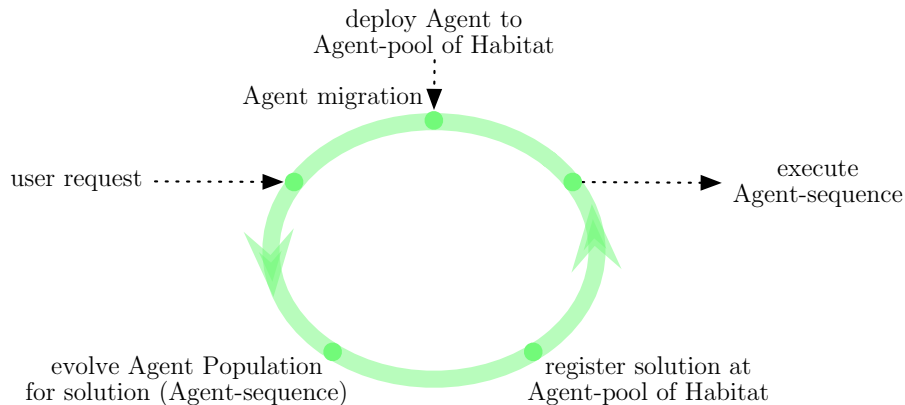 deploy Agent to
Agent-pool of Habitat
Agent migration
user request
execute
Agent-sequence
evolve Agent Population
for solution (Agent-sequence)
register solution at
Agent-pool of Habitat